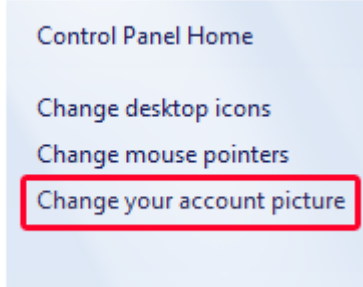 Control Panel Home
Change desktop icons
Change mouse pointers
Change your account picture